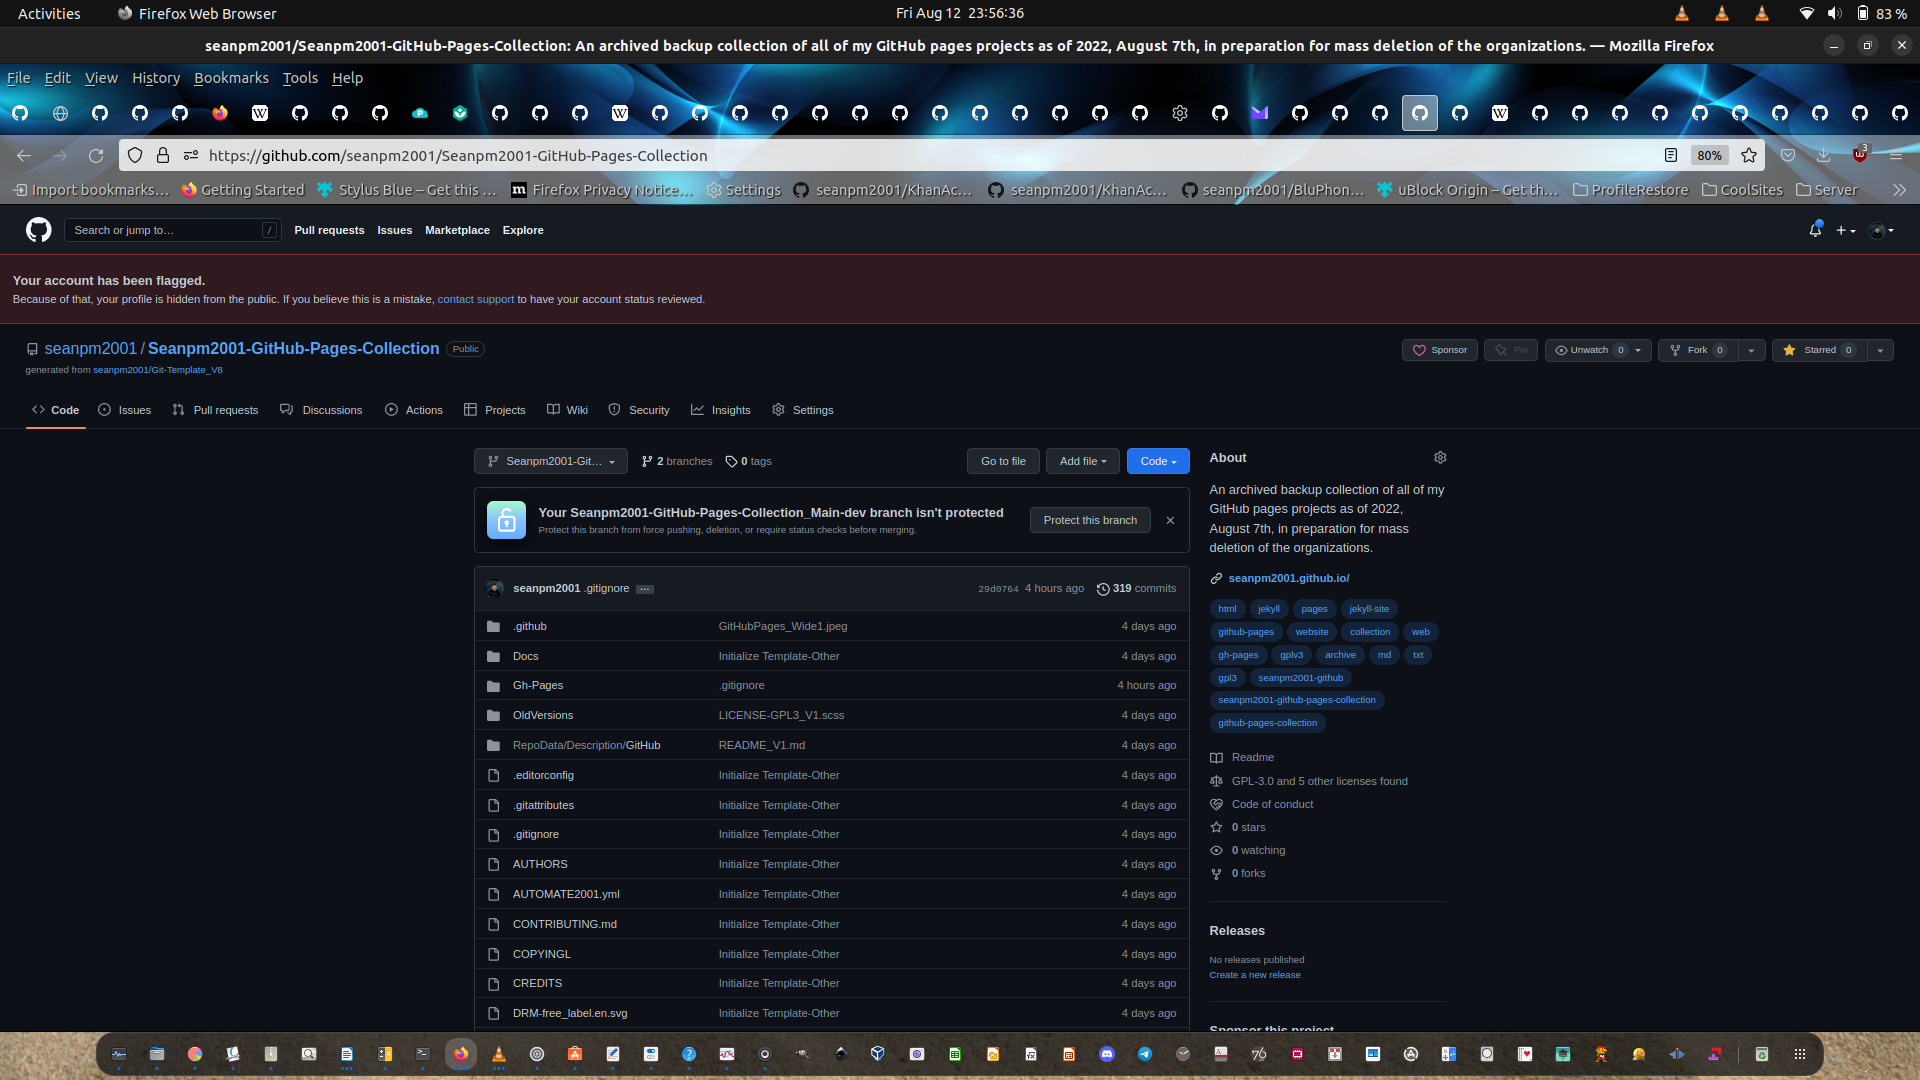 Activities
Firefox Web Browser
Fri Aug 12 23:56:36
83 %
seanpm2001/Seanpm2001-GitHub-Pages-Collection: An archived backup collection of all of my GitHub pages projects as of 2022, August 7th, in preparation for mass deletion of the organizations. — Mozilla Firefox
File Edit View History Bookmarks Tools Help
https://github.com/seanpm2001/Seanpm2001-GitHub-Pages-Collection
80%
3
Import bookmarks… Getting Started Stylus Blue – Get this … Firefox Privacy Notice… Settings seanpm2001/KhanAc… seanpm2001/KhanAc… seanpm2001/BluPhon… uBlock Origin – Get th… ProfileRestore CoolSites Server
Search or jump to… /
Pull requests Issues Marketplace Explore
Your account has been flagged.
Because of that, your profile is hidden from the public. If you believe this is a mistake, contact support to have your account status reviewed.
seanpm2001 / Seanpm2001-GitHub-Pages-Collection Public
generated from seanpm2001/Git-Template_V8
Sponsor Pin Unwatch 0 Fork 0 Starred 0
Code Issues Pull requests Discussions Actions Projects Wiki Security Insights Settings
Seanpm2001-Git… 2 branches 0 tags Go to file Add file Code
Your Seanpm2001-GitHub-Pages-Collection_Main-dev branch isn't protected
Protect this branch from force pushing, deletion, or require status checks before merging.
Protect this branch
seanpm2001 .gitignore … 29d0764 4 hours ago 319 commits
.github GitHubPages_Wide1.jpeg 4 days ago
Docs Initialize Template-Other 4 days ago
Gh-Pages .gitignore 4 hours ago
OldVersions LICENSE-GPL3_V1.scss 4 days ago
RepoData/Description/GitHub README_V1.md 4 days ago
.editorconfig Initialize Template-Other 4 days ago
.gitattributes Initialize Template-Other 4 days ago
.gitignore Initialize Template-Other 4 days ago
AUTHORS Initialize Template-Other 4 days ago
AUTOMATE2001.yml Initialize Template-Other 4 days ago
CONTRIBUTING.md Initialize Template-Other 4 days ago
COPYINGL Initialize Template-Other 4 days ago
CREDITS Initialize Template-Other 4 days ago
DRM-free_label.en.svg Initialize Template-Other 4 days ago
About
An archived backup collection of all of my
GitHub pages projects as of 2022,
August 7th, in preparation for mass
deletion of the organizations.
seanpm2001.github.io/
html jekyll pages jekyll-site
github-pages website collection web
gh-pages gplv3 archive md txt
gpl3 seanpm2001-github
seanpm2001-github-pages-collection
github-pages-collection
Readme
GPL-3.0 and 5 other licenses found
Code of conduct
0 stars
0 watching
0 forks
Releases
No releases published
Create a new release
Sponsor this project